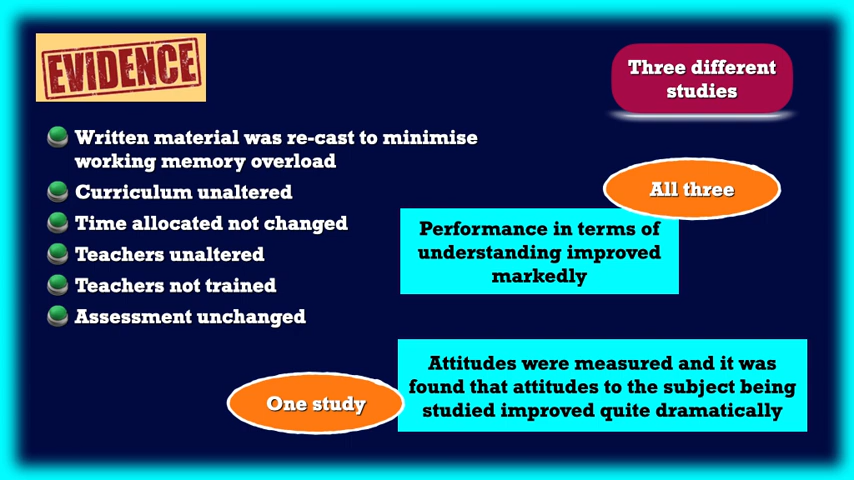 EVIDENCE
Three different
studies
Written material was re-cast to minimise
working memory overload
Curriculum unaltered
Time allocated not changed
Teachers unaltered
Teachers not trained
Assessment unchanged
All three
Performance in terms of
understanding improved
markedly
One study
Attitudes were measured and it was
found that attitudes to the subject being
studied improved quite dramatically